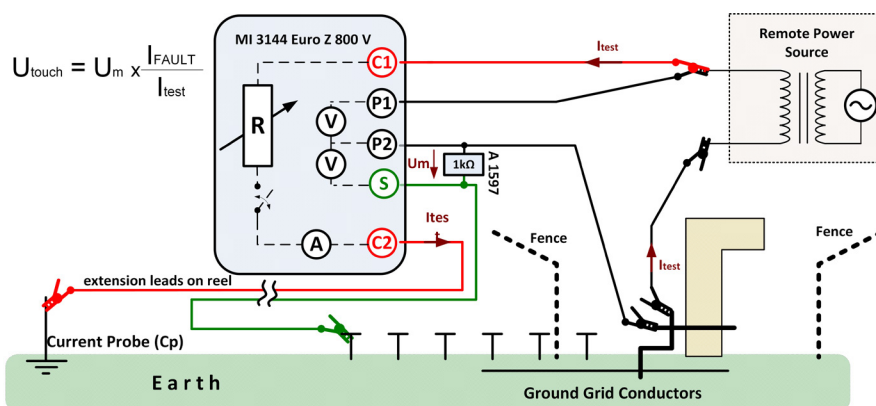 MI 3144 Euro Z 800 V
Remote Power
Source
U touch = Um x IFAULT
Itest
C1
Itest
P1
R
V
P2
V
Um
1kΩ
A 1597
S
Ites
t
A
C2
Fence
Fence
Itest
extension leads on reel
Current Probe (Cp)
Earth
Ground Grid Conductors